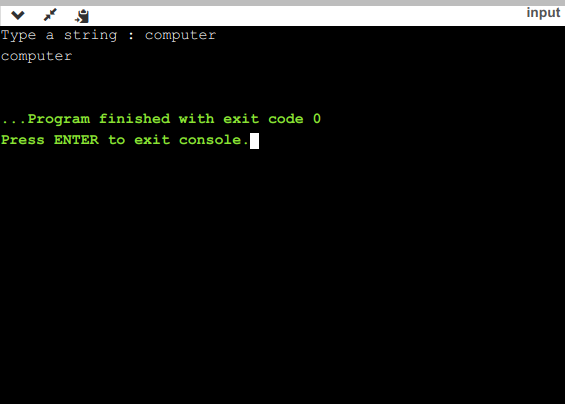 input
Type a string : computer
computer
...Program finished with exit code 0
Press ENTER to exit console.